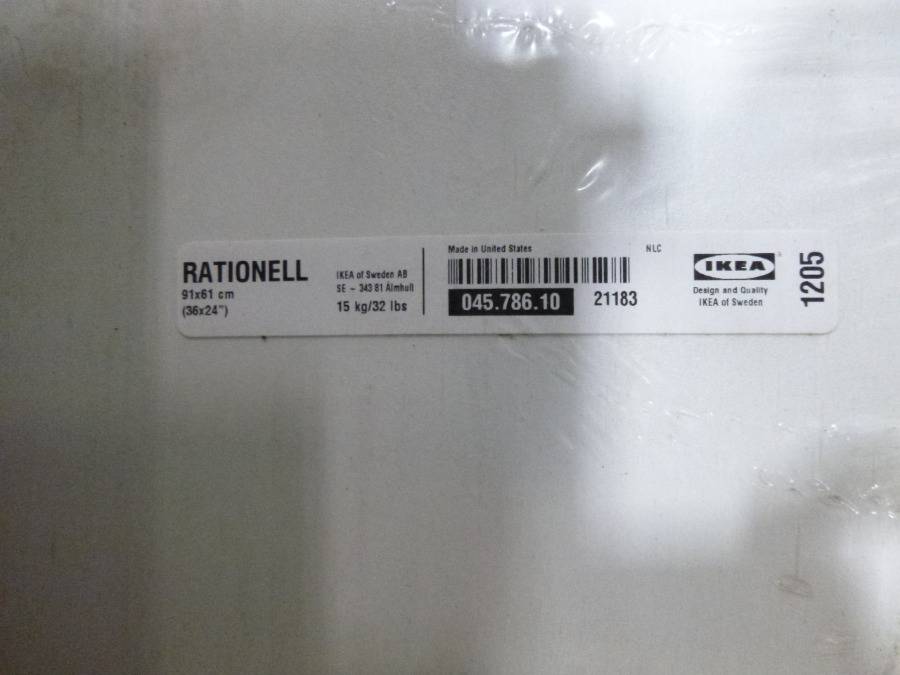 RATIONELL
91x61 cm
(36x24")
IKEA of Sweden AB
SE - 343 81 Älmhult
15 kg/32 lbs
Made in United States
NLC
045.786.10
21183
IKEA®
Design and Quality
IKEA of Sweden
1205